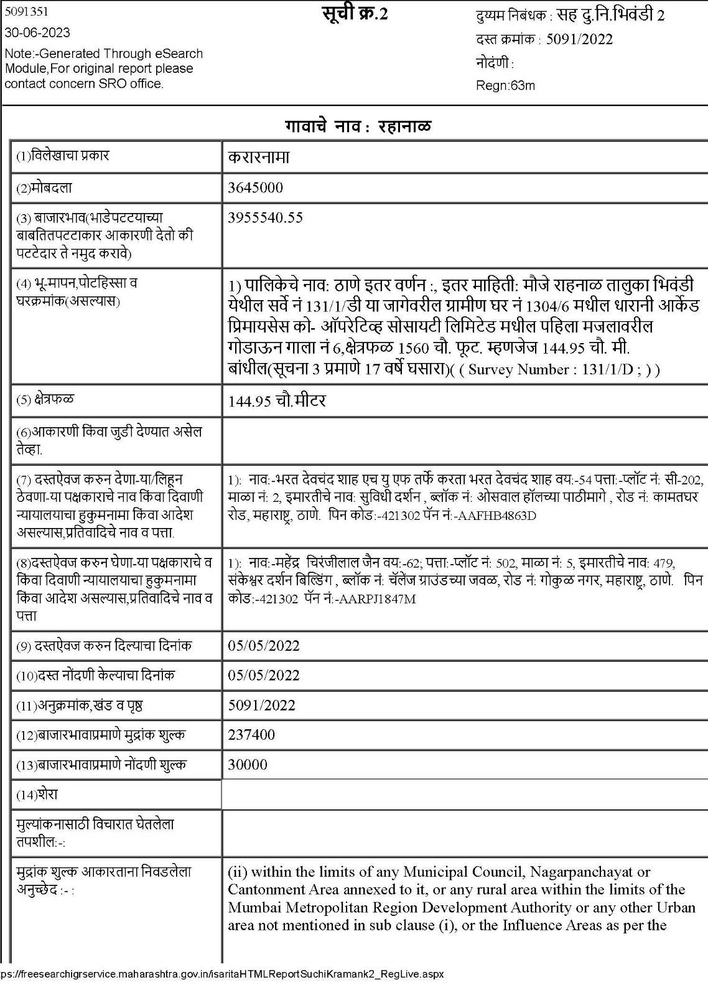 5091351
30-06-2023
Note:-Generated Through eSearch
Module,For original report please
contact concern SRO office.
सूची क्र.2
दुय्यम निबंधक : सह दु.नि.भिवंडी 2
दस्त क्रमांक : 5091/2022
नोदंणी :
Regn:63m
गावाचे नाव : रहानाळ
(1)विलेखाचा प्रकार
करारनामा
(2)मोबदला
3645000
(3) बाजारभाव(भाडेपटटयाच्या
बाबतितपटटाकार आकारणी देतो की
पटटेदार ते नमुद करावे)
3955540.55
(4) भू-मापन,पोटहिस्सा व
घरक्रमांक(असल्यास)
1) पालिकेचे नाव: ठाणे इतर वर्णन :, इतर माहिती: मौजे राहनाळ तालुका भिवंडी
येथील सर्वे नं 131/1/डी या जागेवरील ग्रामीण घर नं 1304/6 मधील धारानी आर्केड
प्रिमायसेस को- ऑपरेटिव्ह सोसायटी लिमिटेड मधील पहिला मजलावरील
गोडाऊन गाला नं 6,क्षेत्रफळ 1560 चौ. फूट. म्हणजेज 144.95 चौ. मी.
बांधील(सूचना 3 प्रमाणे 17 वर्षे घसारा)( ( Survey Number : 131/1/D ; ) )
(5) क्षेत्रफळ
144.95 चौ.मीटर
(6)आकारणी किंवा जुडी देण्यात असेल
तेव्हा.
(7) दस्तऐवज करुन देणा-या/लिहून
ठेवणा-या पक्षकाराचे नाव किंवा दिवाणी
न्यायालयाचा हुकुमनामा किंवा आदेश
असल्यास,प्रतिवादिचे नाव व पत्ता.
1): नाव:-भरत देवचंद शाह एच यु एफ तर्फे करता भरत देवचंद शाह वय:-54 पत्ता:-प्लॉट नं: सी-202,
माळा नं: 2, इमारतीचे नाव: सुविधी दर्शन , ब्लॉक नं: ओसवाल हॉलच्या पाठीमागे , रोड नं: कामतघर
रोड, महाराष्ट्र, ठाणे. पिन कोड:-421302 पॅन नं:-AAFHB4863D
(8)दस्तऐवज करुन घेणा-या पक्षकाराचे व
किंवा दिवाणी न्यायालयाचा हुकुमनामा
किंवा आदेश असल्यास,प्रतिवादिचे नाव व
पत्ता
1): नाव:-महेंद्र चिरंजीलाल जैन वय:-62; पत्ता:-प्लॉट नं: 502, माळा नं: 5, इमारतीचे नाव: 479,
संकेश्वर दर्शन बिल्डिंग , ब्लॉक नं: चॅलेंज ग्राउंडच्या जवळ, रोड नं: गोकुळ नगर, महाराष्ट्र, ठाणे. पिन
कोड:-421302 पॅन नं:-AARPJ1847M
(9) दस्तऐवज करुन दिल्याचा दिनांक
05/05/2022
(10)दस्त नोंदणी केल्याचा दिनांक
05/05/2022
(11)अनुक्रमांक,खंड व पृष्ठ
5091/2022
(12)बाजारभावाप्रमाणे मुद्रांक शुल्क
237400
(13)बाजारभावाप्रमाणे नोंदणी शुल्क
30000
(14)शेरा
मुल्यांकनासाठी विचारात घेतलेला
तपशील:-:
मुद्रांक शुल्क आकारताना निवडलेला
अनुच्छेद :- :
(ii) within the limits of any Municipal Council, Nagarpanchayat or
Cantonment Area annexed to it, or any rural area within the limits of the
Mumbai Metropolitan Region Development Authority or any other Urban
area not mentioned in sub clause (i), or the Influence Areas as per the
ps://freesearchigrservice.maharashtra.gov.in/isaritaHTMLReportSuchiKramank2_RegLive.aspx